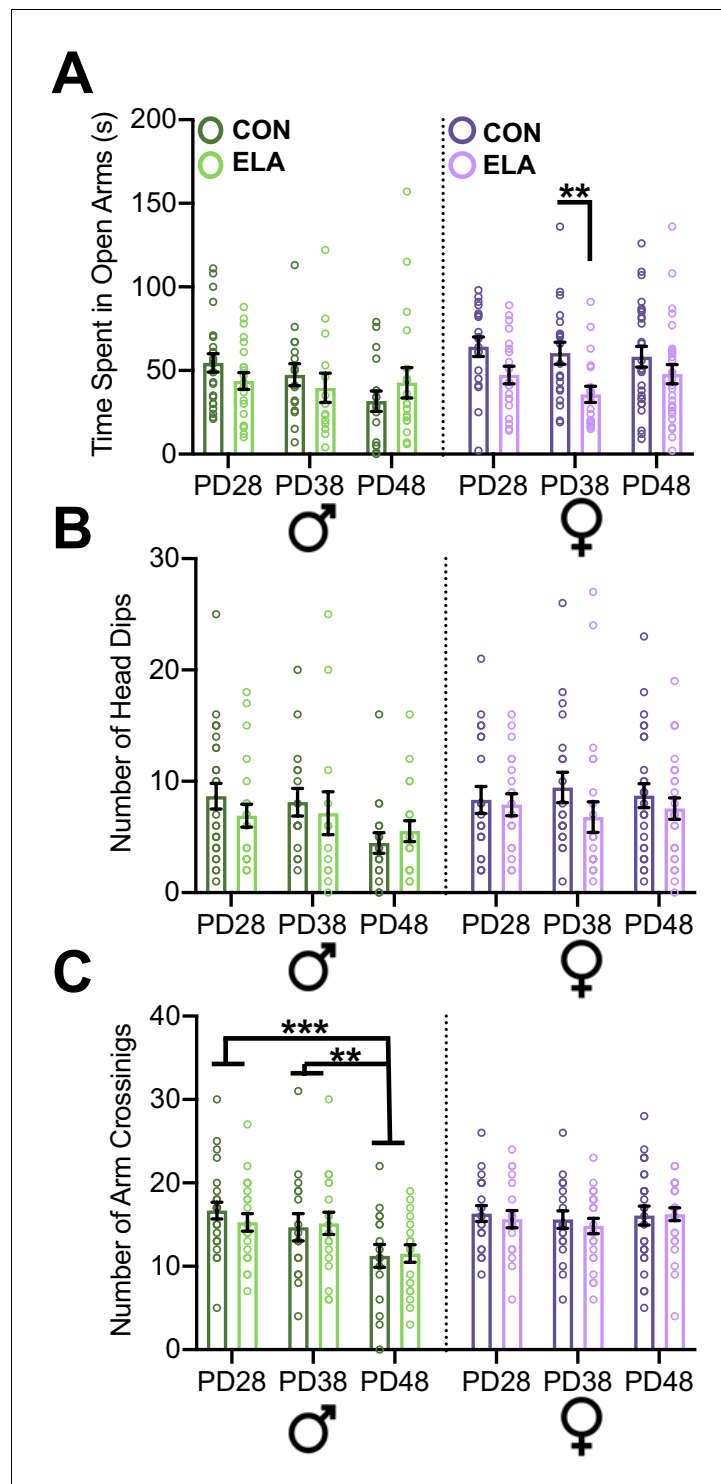 A
Time Spent in Open Arms (s)
200
150
100
50
0
CON
ELA
CON
ELA
**
PD28 PD38 PD48 PD28 PD38 PD48
♂ ♀
B
Number of Head Dips
30
20
10
0
PD28 PD38 PD48 PD28 PD38 PD48
♂ ♀
C
Number of Arm Crossinigs
40
30
20
10
0
***
**
PD28 PD38 PD48 PD28 PD38 PD48
♂ ♀